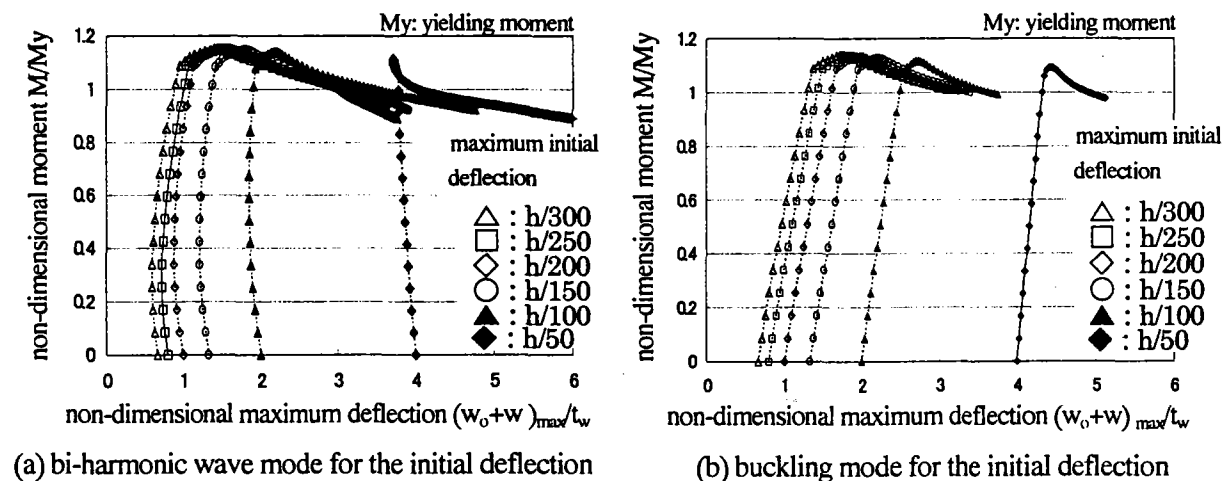 My: yielding moment
non-dimensional moment M/My
1.2
1
0.8
0.6
0.4
0.2
0
0 1 2 3 4 5 6
maximum initial
deflection
△ : h/300
□ : h/250
◇ : h/200
○ : h/150
▲ : h/100
◆ : h/50
non-dimensional maximum deflection (wₒ+w)max/tw
(a) bi-harmonic wave mode for the initial deflection
My: yielding moment
non-dimensional moment M/My
1.2
1
0.8
0.6
0.4
0.2
0
0 1 2 3 4 5 6
maximum initial
deflection
△ : h/300
□ : h/250
◇ : h/200
○ : h/150
▲ : h/100
◆ : h/50
non-dimensional maximum deflection (wₒ+w) max/tw
(b) buckling mode for the initial deflection